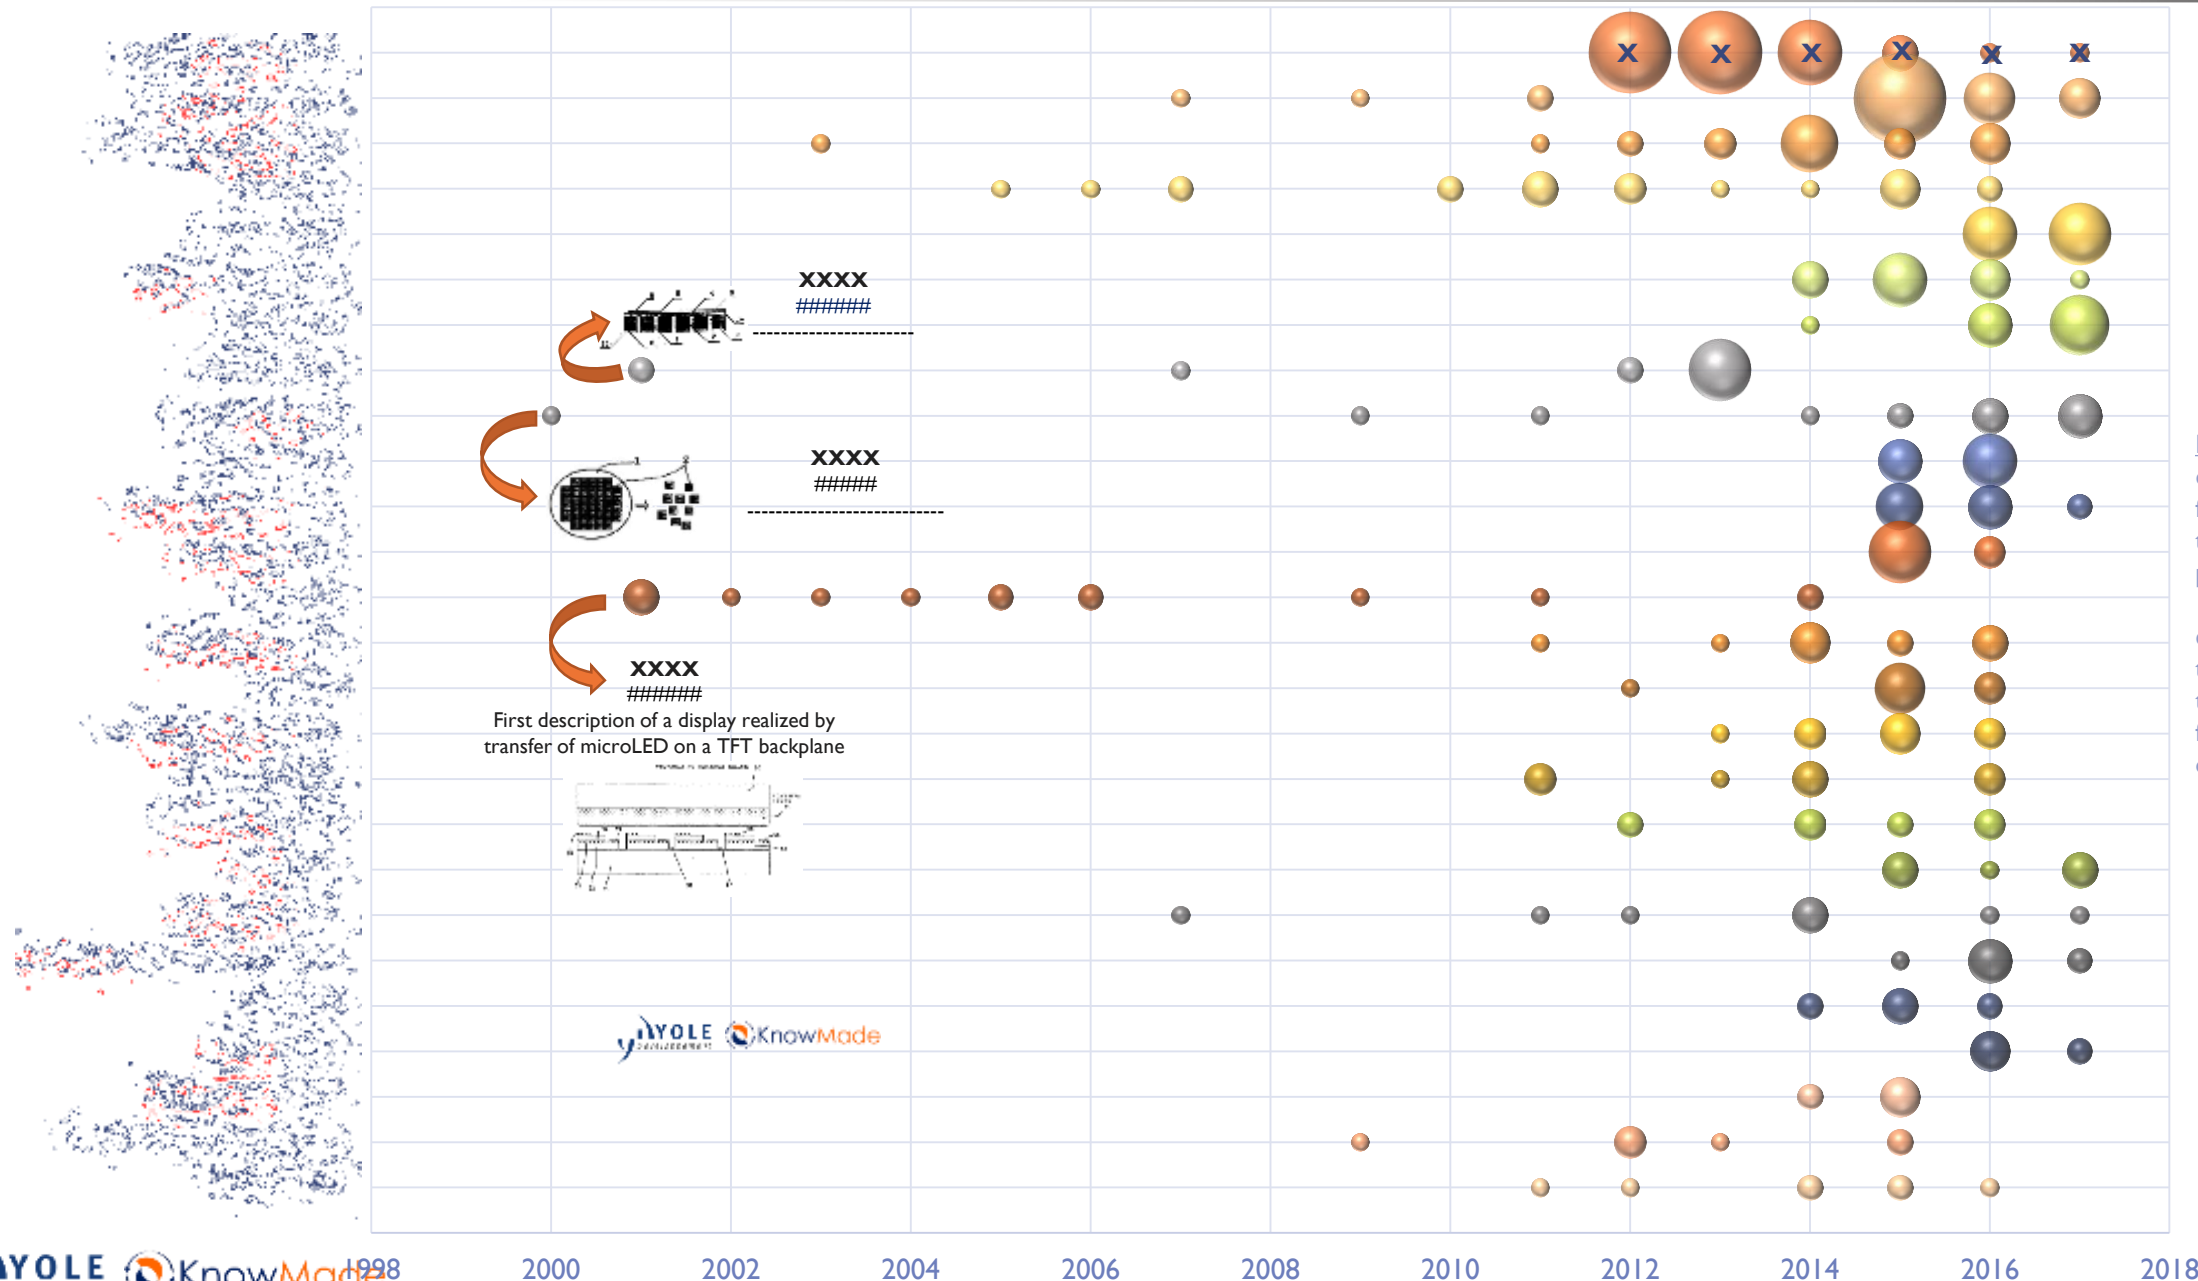 X X X X X X
XXXX
######
XXXX
#####
XXXX
######
First description of a display realized by
transfer of microLED on a TFT backplane
YOLE KnowMade
YOLE KnowMade
1998 2000 2002 2004 2006 2008 2010 2012 2014 2016 2018